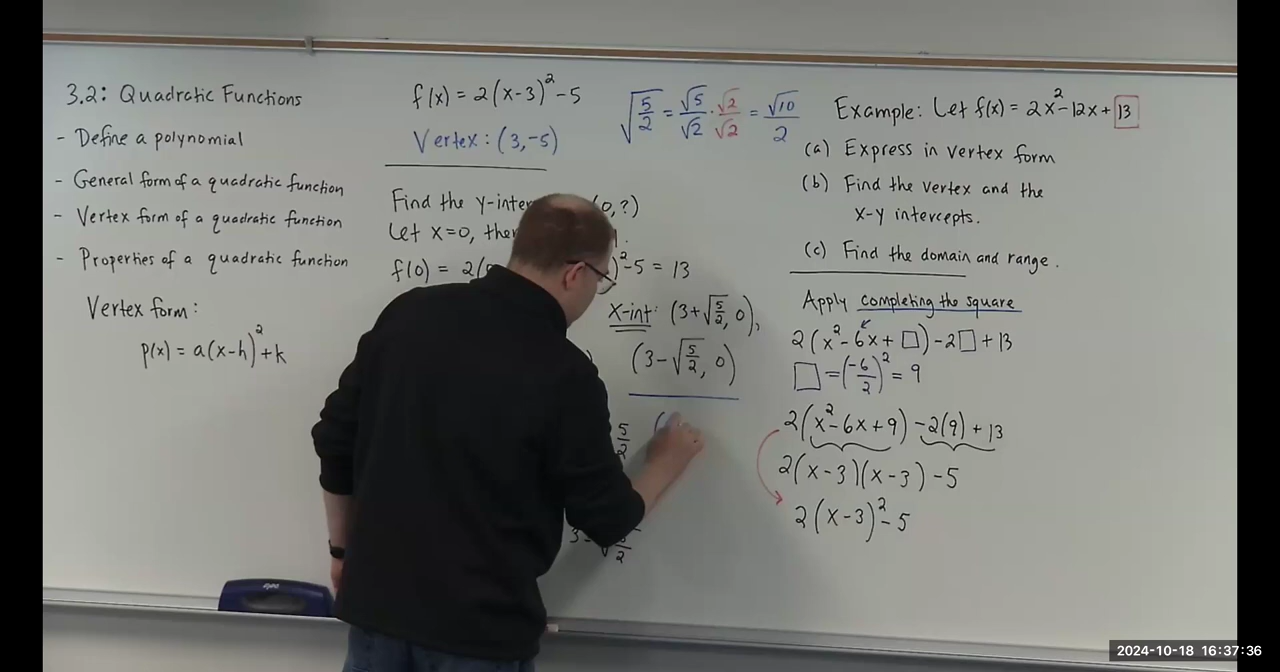 3.2: Quadratic Functions
- Define a polynomial
- General form of a quadratic function
- Vertex form of a quadratic function
- Properties of a quadratic function
Vertex form:
p(x) = a(x-h)²+k
f(x) = 2(x-3)²-5
Vertex: (3,-5)
Find the y-inter (0,?)
Let x=0, the
f(0) = 2( )²-5 = 13
X-int: (3+√(5/2), 0),
(3-√(5/2), 0)
5/2
√(5/2) = √5/√2 · √2/√2 = √10/2
Example: Let f(x) = 2x²-12x+13
(a) Express in vertex form
(b) Find the vertex and the
x-y intercepts.
(c) Find the domain and range.
Apply completing the square
2(x²-6x+□)-2□+13
□=(-6/2)²=9
2(x²-6x+9)-2(9)+13
2(x-3)(x-3)-5
2(x-3)²-5
2024-10-18 16:37:36